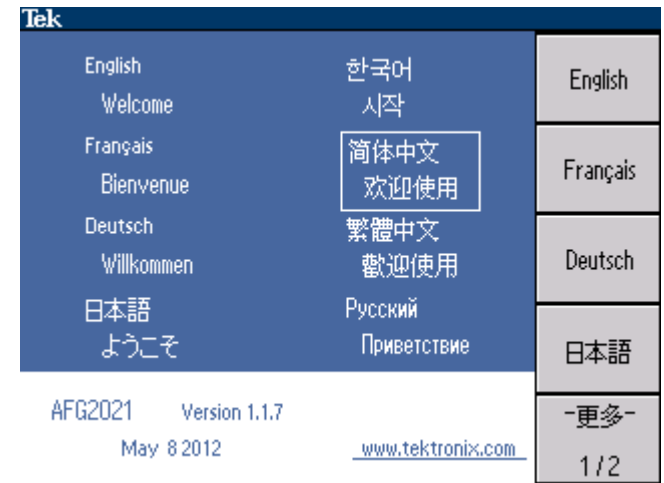 Tek
English
Welcome
Français
Bienvenue
Deutsch
Willkommen
日本語
ようこそ
한국어
시작
简体中文
欢迎使用
繁體中文
歡迎使用
Русский
Приветствие
AFG2021 Version 1.1.7
May 8 2012 www.tektronix.com
English
Français
Deutsch
日本語
-更多-
1/2